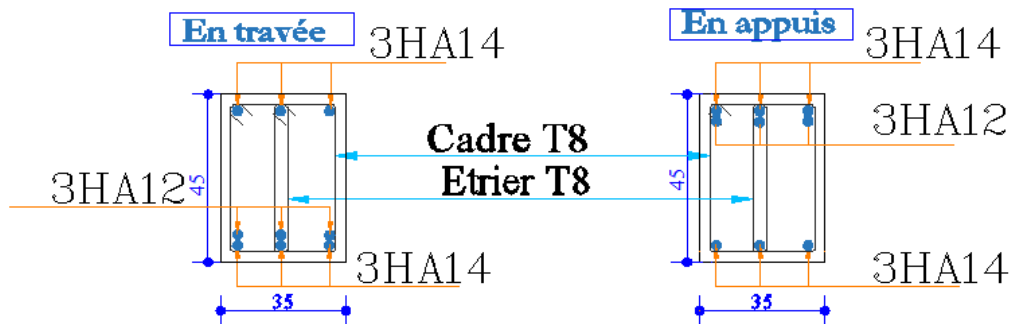 En travée
3HA14
45
3HA12
3HA14
35
Cadre T8
Etrier T8
En appuis
3HA14
3HA12
45
3HA14
35